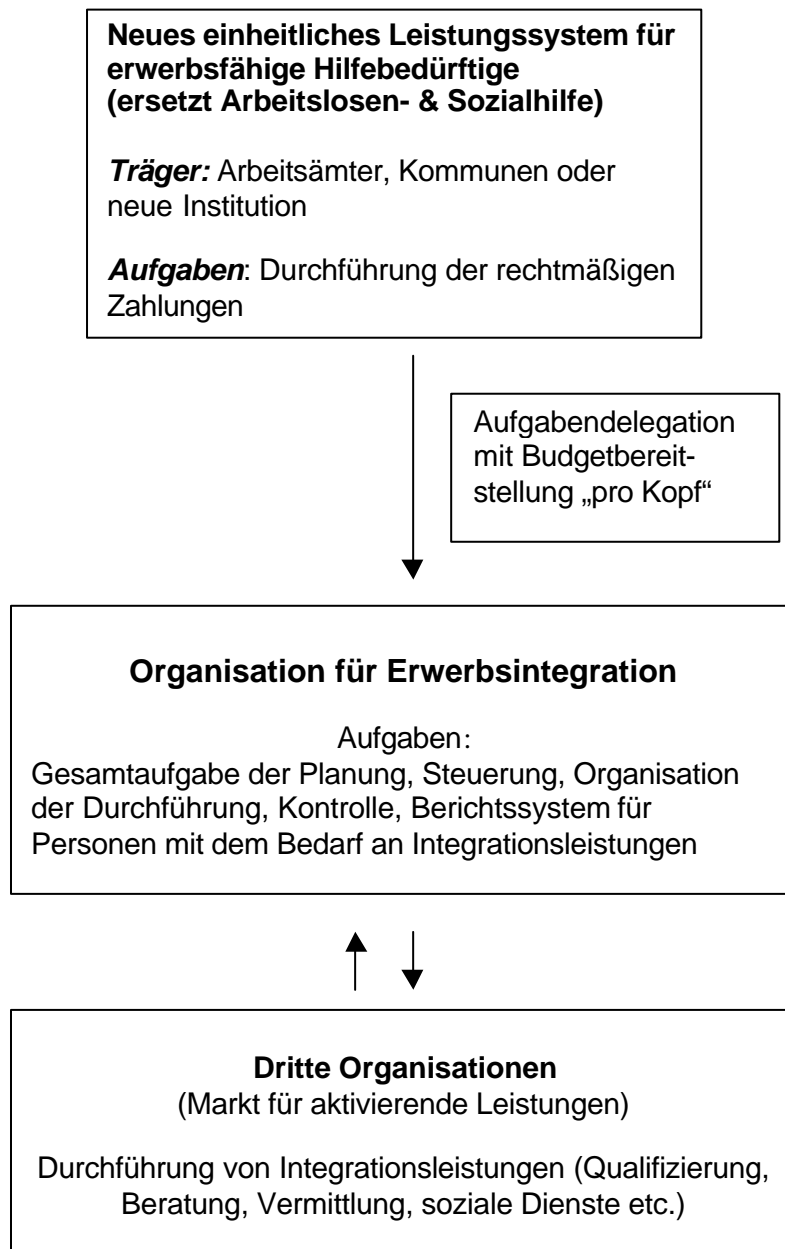 Neues einheitliches Leistungssystem für
erwerbsfähige Hilfebedürftige
(ersetzt Arbeitslosen- & Sozialhilfe)
Träger: Arbeitsämter, Kommunen oder
neue Institution
Aufgaben: Durchführung der rechtmäßigen
Zahlungen
Aufgabendelegation
mit Budgetbereit-
stellung „pro Kopf“
Organisation für Erwerbsintegration
Aufgaben:
Gesamtaufgabe der Planung, Steuerung, Organisation
der Durchführung, Kontrolle, Berichtssystem für
Personen mit dem Bedarf an Integrationsleistungen
Dritte Organisationen
(Markt für aktivierende Leistungen)
Durchführung von Integrationsleistungen (Qualifizierung,
Beratung, Vermittlung, soziale Dienste etc.)